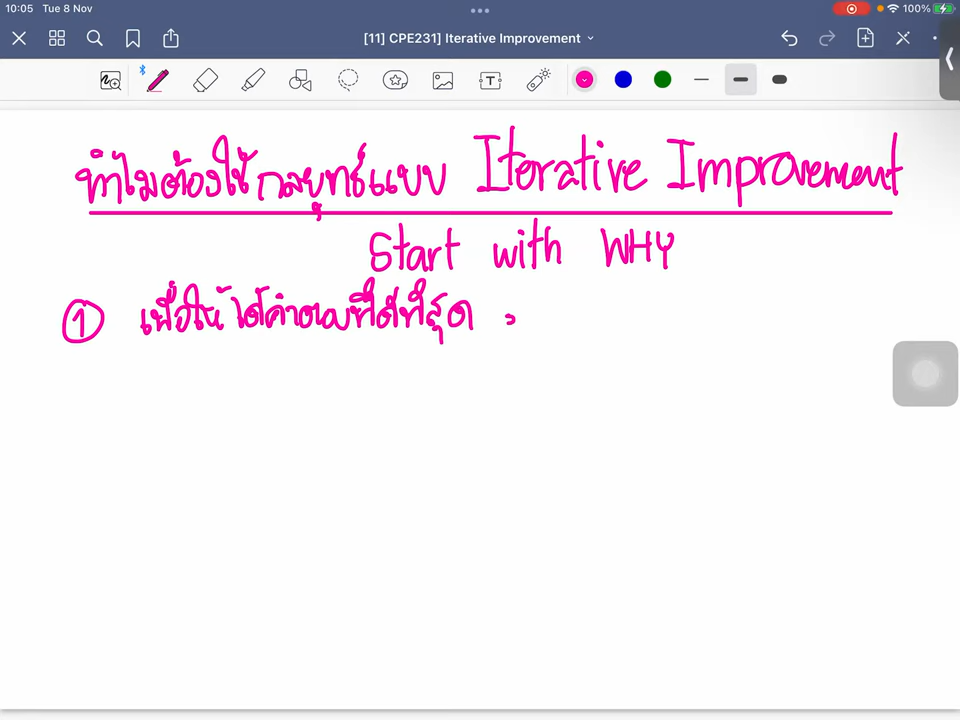 10:05 Tue 8 Nov 100%
[11] CPE231] Iterative Improvement
ทำไมต้องใช้กลยุทธ์แบบ Iterative Improvement
Start with WHY
① เพื่อให้ได้คำตอบที่ดีที่สุด